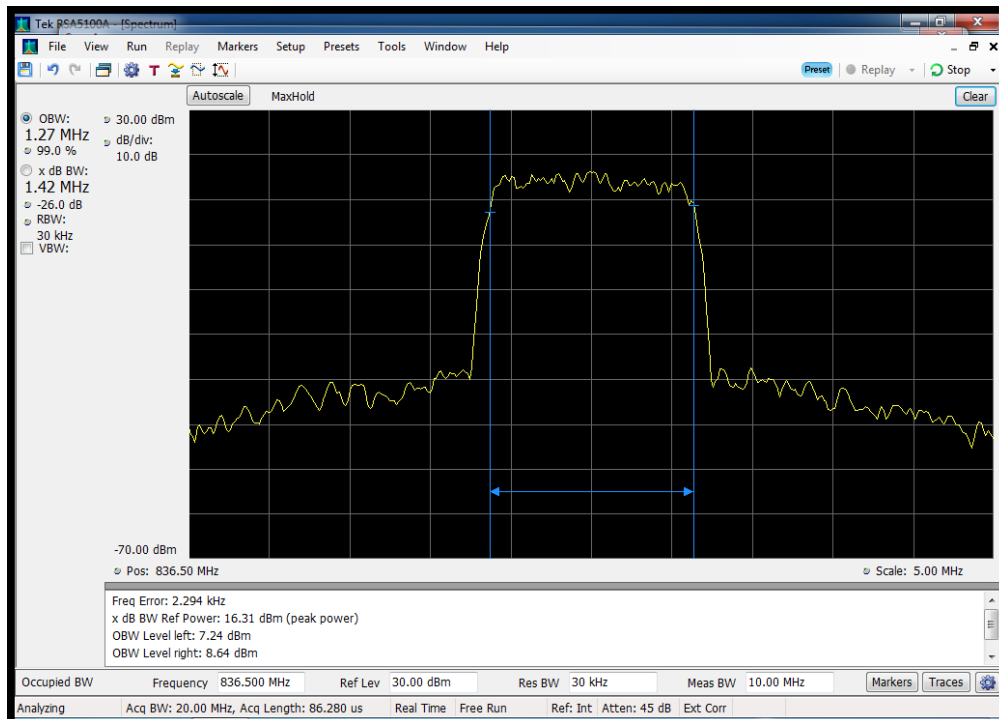 Tek RSA5100A - [Spectrum]
File View Run Replay Markers Setup Presets Tools Window Help
Preset Replay Stop
Autoscale MaxHold Clear
OBW:
1.27 MHz
99.0 %
x dB BW:
1.42 MHz
-26.0 dB
RBW:
30 kHz
VBW:
30.00 dBm
dB/div:
10.0 dB
-70.00 dBm
Pos: 836.50 MHz Scale: 5.00 MHz
Freq Error: 2.294 kHz
x dB BW Ref Power: 16.31 dBm (peak power)
OBW Level left: 7.24 dBm
OBW Level right: 8.64 dBm
Occupied BW Frequency 836.500 MHz Ref Lev 30.00 dBm Res BW 30 kHz Meas BW 10.00 MHz Markers Traces
Analyzing Acq BW: 20.00 MHz, Acq Length: 86.280 us Real Time Free Run Ref: Int Atten: 45 dB Ext Corr